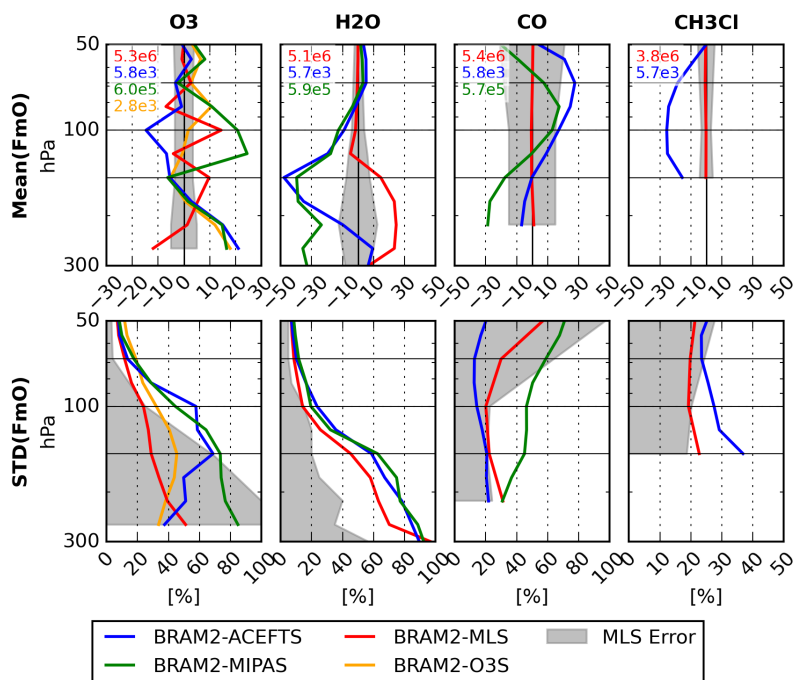 O3 H2O CO CH3Cl
Mean(FmO)
hPa
50
100
300
5.3e6
5.8e3
6.0e5
2.8e3
5.1e6
5.7e3
5.9e5
5.4e6
5.8e3
5.7e5
3.8e6
5.7e3
−30 −20 −10 0 10 20 30
−50 −30 −10 10 30 50
−50 −30 −10 10 30 50
−50 −30 −10 10 30 50
STD(FmO)
hPa
50
100
300
0 20 40 60 80 100
0 20 40 60 80 100
0 20 40 60 80 100
0 10 20 30 40 50
[%] [%] [%] [%]
BRAM2-ACEFTS BRAM2-MLS MLS Error
BRAM2-MIPAS BRAM2-O3S